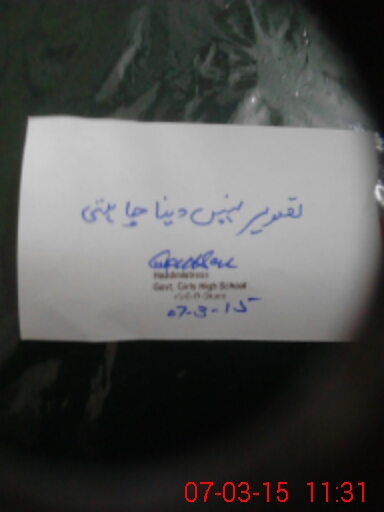 تصویر نہیں دینا چاہتی
Headmistress
Govt. Girls High School
07-3-15
07-03-15 11:31